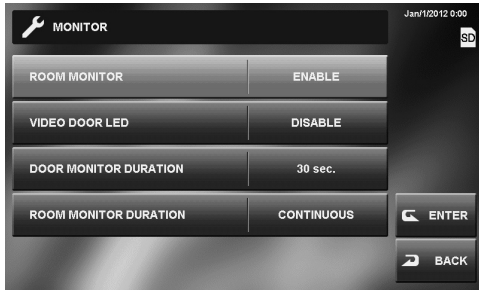 MONITOR
Jan/1/2012 0:00
SD
ROOM MONITOR ENABLE
VIDEO DOOR LED DISABLE
DOOR MONITOR DURATION 30 sec.
ROOM MONITOR DURATION CONTINUOUS
ENTER
BACK